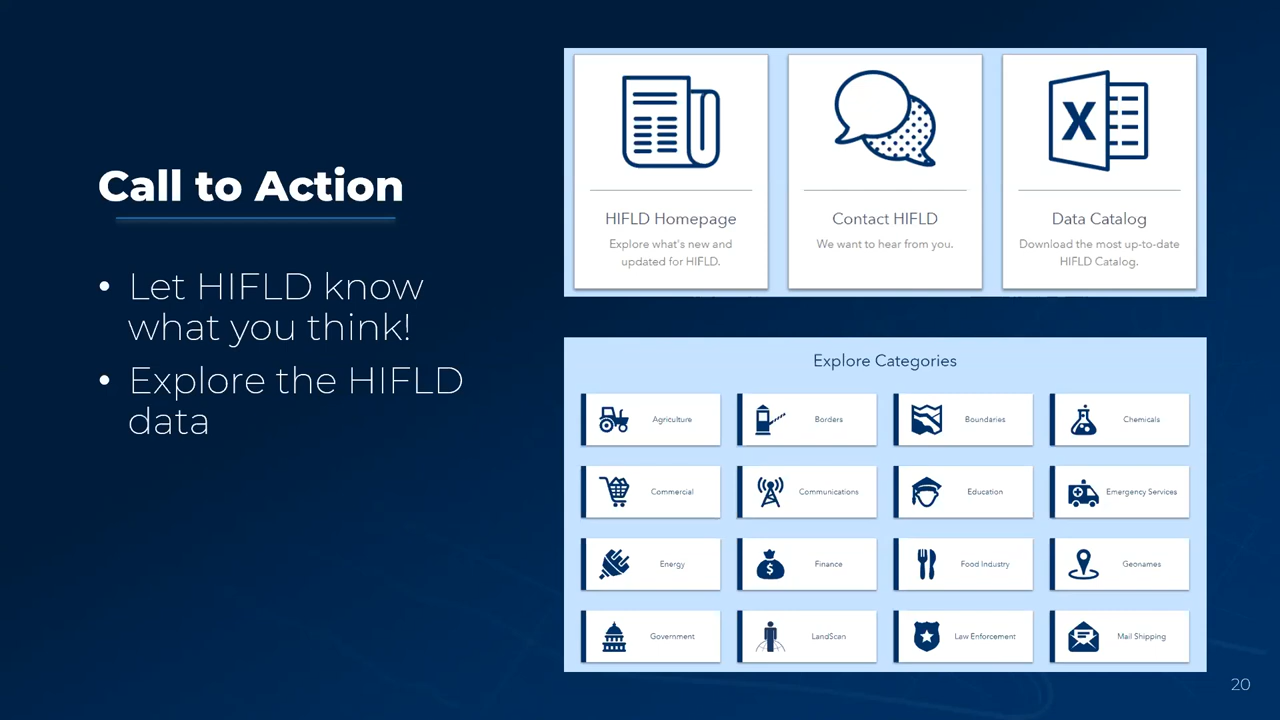 Call to Action
• Let HIFLD know
what you think!
• Explore the HIFLD
data
HIFLD Homepage
Explore what's new and
updated for HIFLD.
Contact HIFLD
We want to hear from you.
X
Data Catalog
Download the most up-to-date
HIFLD Catalog.
Explore Categories
Agriculture
Borders
Boundaries
Chemicals
Commercial
Communications
Education
Emergency Services
Energy
$
Finance
Food Industry
Geonames
Government
LandScan
Law Enforcement
Mail Shipping
20